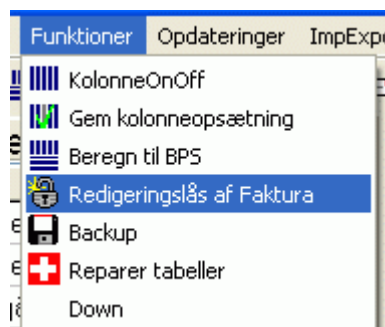 Funktioner Opdateringer ImpExp
KolonneOnOff
Gem kolonneopsætning
Beregn til BPS
Redigeringslås af Faktura
Backup
Reparer tabeller
Down